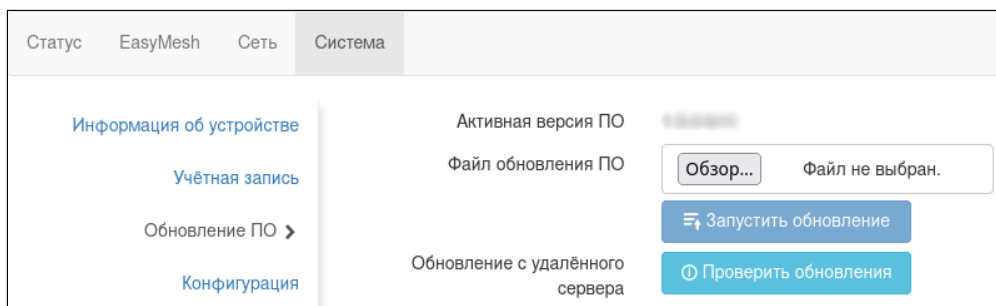 Статус EasyMesh Сеть Система
Информация об устройстве
Учётная запись
Обновление ПО
Конфигурация
Активная версия ПО
Файл обновления ПО
Обзор... Файл не выбран.
Запустить обновление
Обновление с удалённого
сервера
Проверить обновления